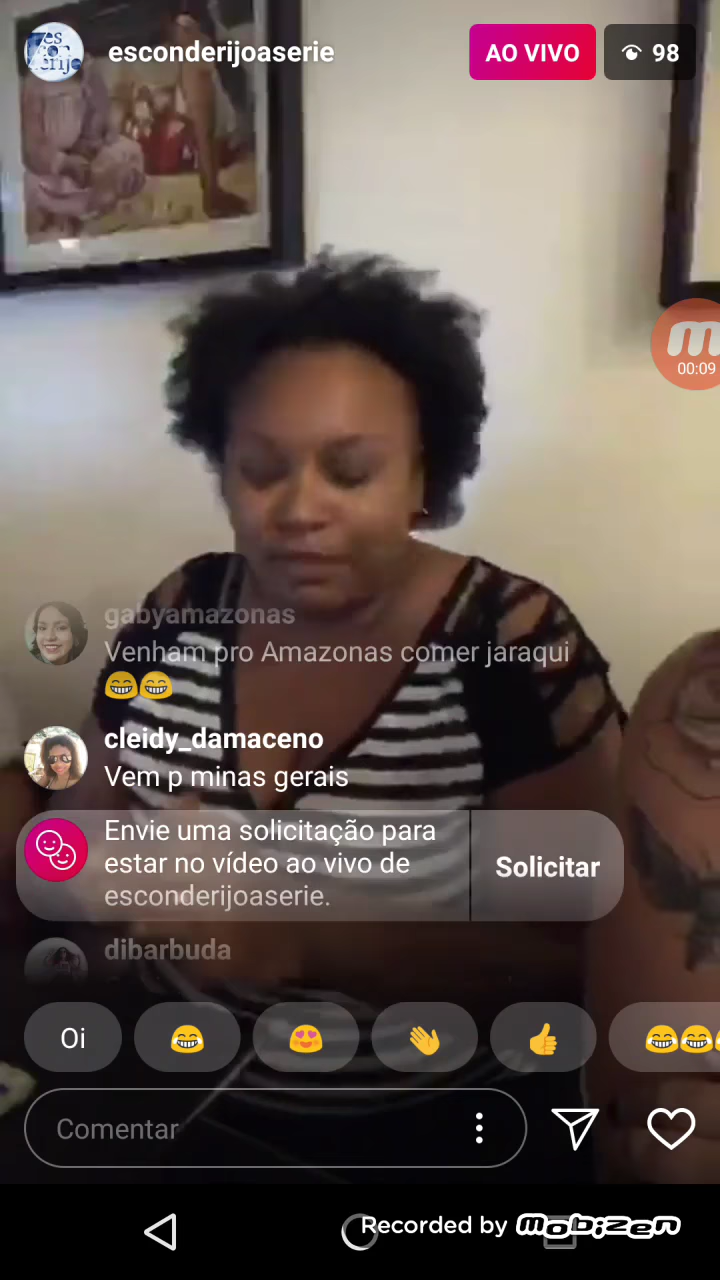 esconderijoaserie
AO VIVO
98
00:09
gabyamazonas
Venham pro Amazonas comer jaraqui
😁😁
cleidy_damaceno
Vem p minas gerais
Envie uma solicitação para
estar no vídeo ao vivo de
esconderijoaserie.
Solicitar
dibarbuda
Oi
😂
😍
👋
👍
😂😂
Comentar
Recorded by mobizen